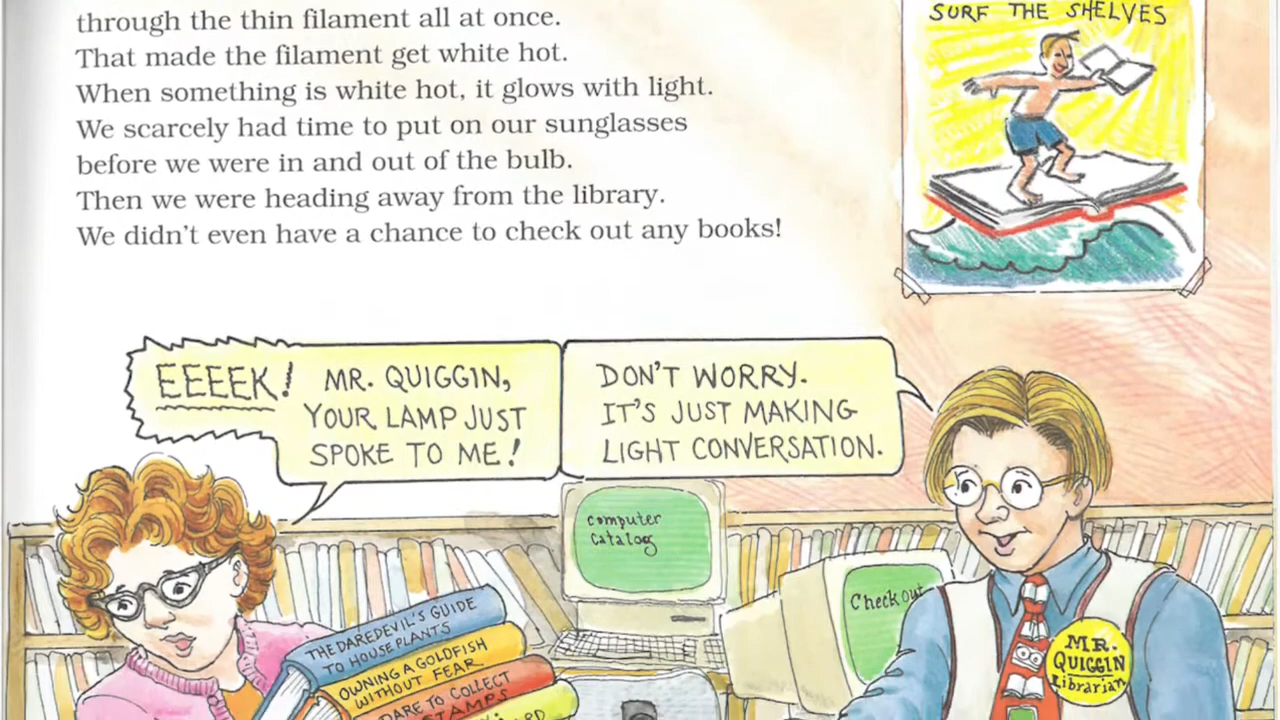 through the thin filament all at once.
That made the filament get white hot.
When something is white hot, it glows with light.
We scarcely had time to put on our sunglasses
before we were in and out of the bulb.
Then we were heading away from the library.
We didn't even have a chance to check out any books!
SURF THE SHELVES
EEEEK! MR. QUIGGIN,
YOUR LAMP JUST
SPOKE TO ME!
DON'T WORRY.
IT'S JUST MAKING
LIGHT CONVERSATION.
Computer
Catalog
Check out
THE DAREDEVIL'S GUIDE
TO HOUSE PLANTS
OWNING A GOLDFISH
WITHOUT FEAR
DARE TO COLLECT
STAMPS
MR.
QUIGGIN
Librarian